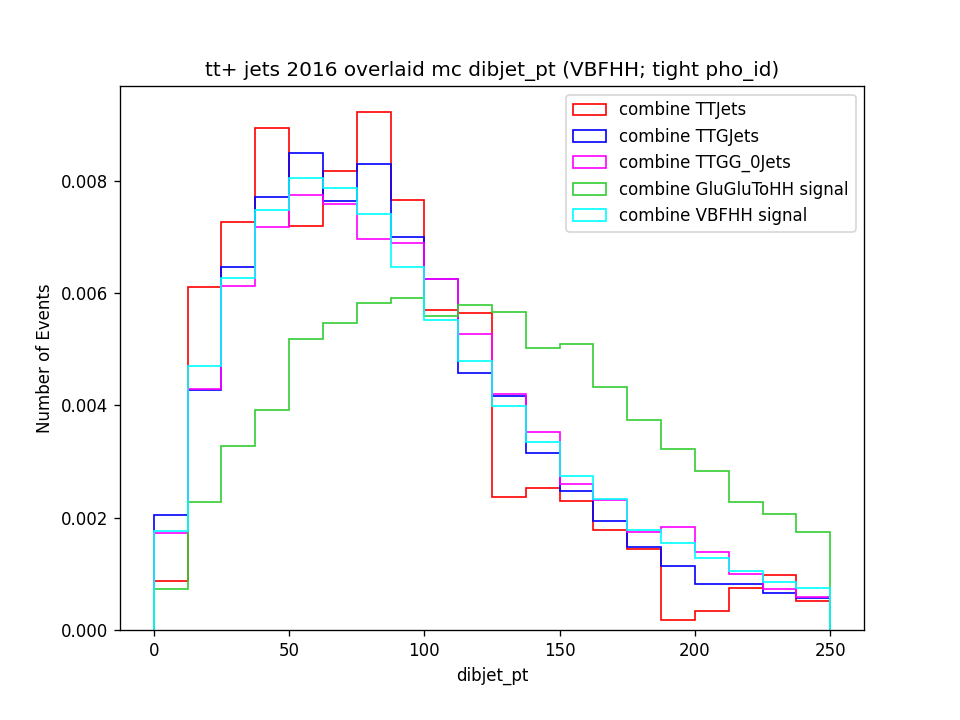 tt+ jets 2016 overlaid mc dibjet_pt (VBFHH; tight pho_id)
combine TTJets
combine TTGJets
combine TTGG_0Jets
combine GluGluToHH signal
combine VBFHH signal
Number of Events
0.008
0.006
0.004
0.002
0.000
0 50 100 150 200 250
dibjet_pt